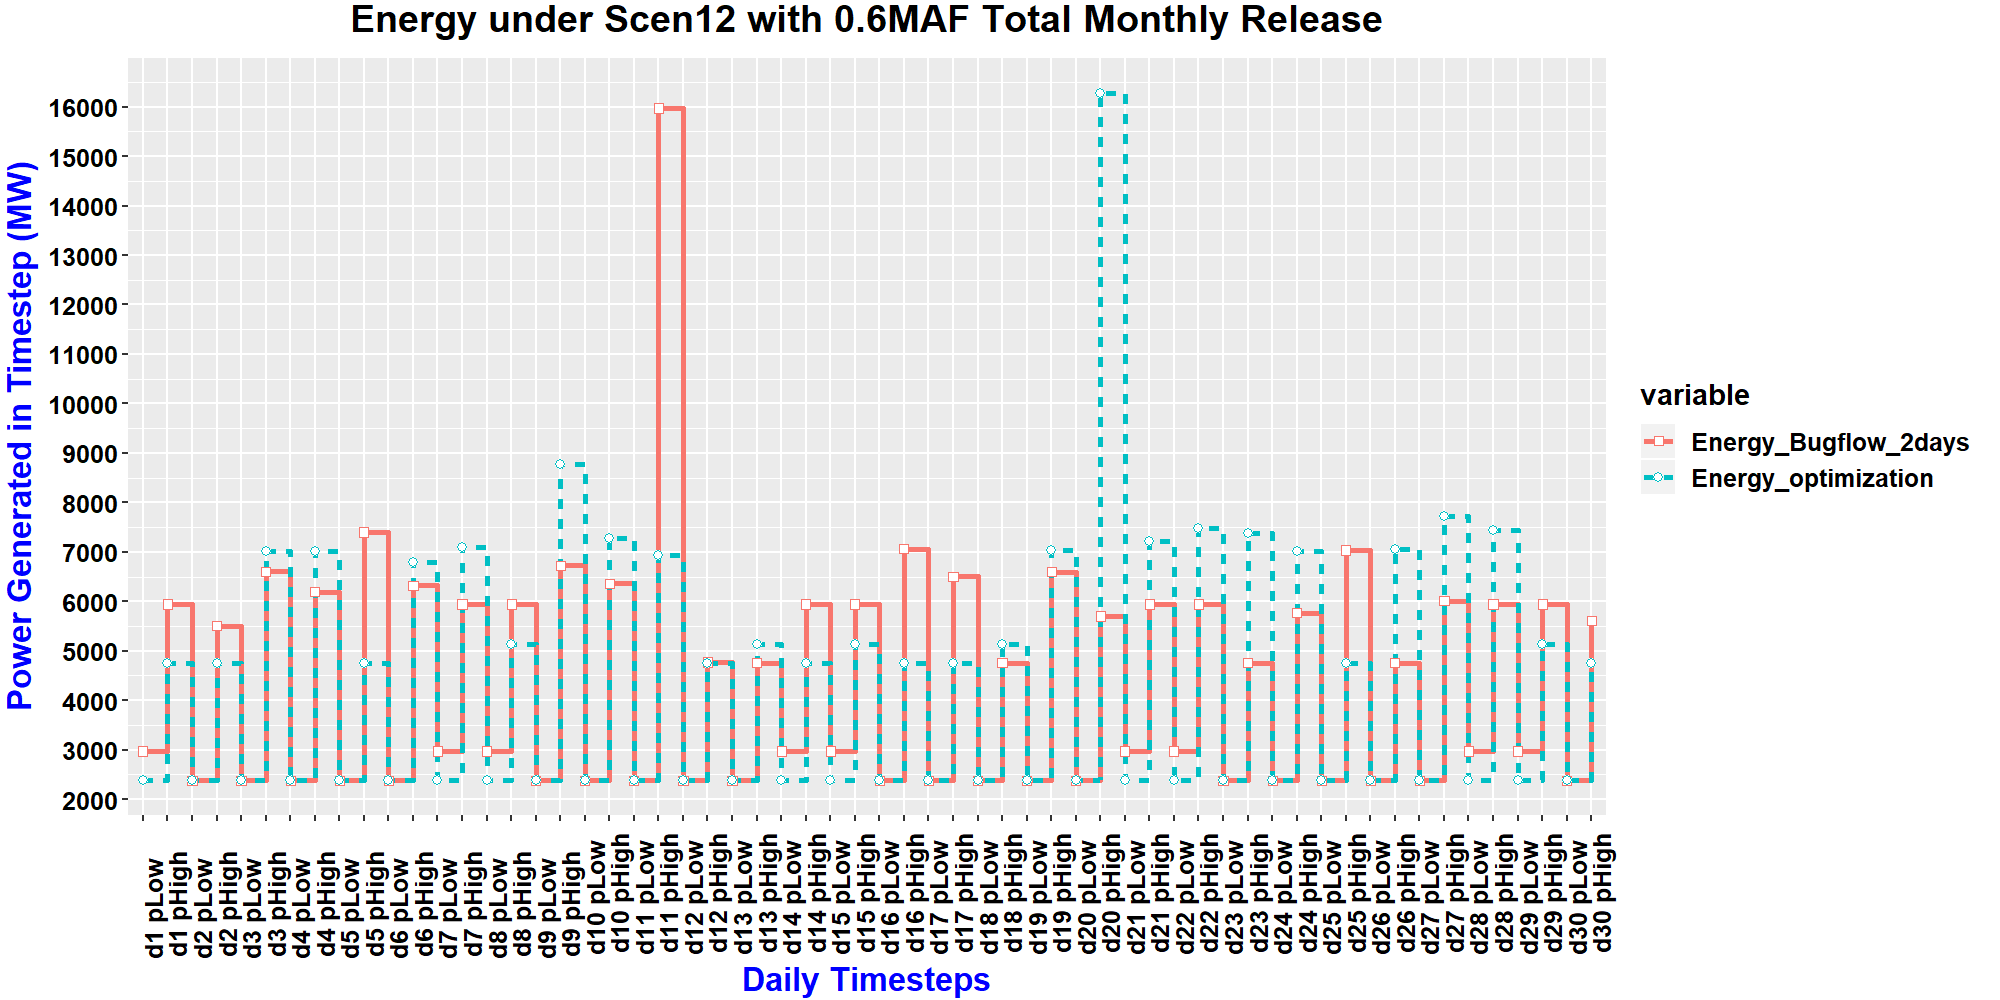 Energy under Scen12 with 0.6MAF Total Monthly Release
Power Generated in Timestep (MW)
16000
15000
14000
13000
12000
11000
10000
9000
8000
7000
6000
5000
4000
3000
2000
d1 pLow
d1 pHigh
d2 pLow
d2 pHigh
d3 pLow
d3 pHigh
d4 pLow
d4 pHigh
d5 pLow
d5 pHigh
d6 pLow
d6 pHigh
d7 pLow
d7 pHigh
d8 pLow
d8 pHigh
d9 pLow
d9 pHigh
d10 pLow
d10 pHigh
d11 pLow
d11 pHigh
d12 pLow
d12 pHigh
d13 pLow
d13 pHigh
d14 pLow
d14 pHigh
d15 pLow
d15 pHigh
d16 pLow
d16 pHigh
d17 pLow
d17 pHigh
d18 pLow
d18 pHigh
d19 pLow
d19 pHigh
d20 pLow
d20 pHigh
d21 pLow
d21 pHigh
d22 pLow
d22 pHigh
d23 pLow
d23 pHigh
d24 pLow
d24 pHigh
d25 pLow
d25 pHigh
d26 pLow
d26 pHigh
d27 pLow
d27 pHigh
d28 pLow
d28 pHigh
d29 pLow
d29 pHigh
d30 pLow
d30 pHigh
Daily Timesteps
variable
Energy_Bugflow_2days
Energy_optimization